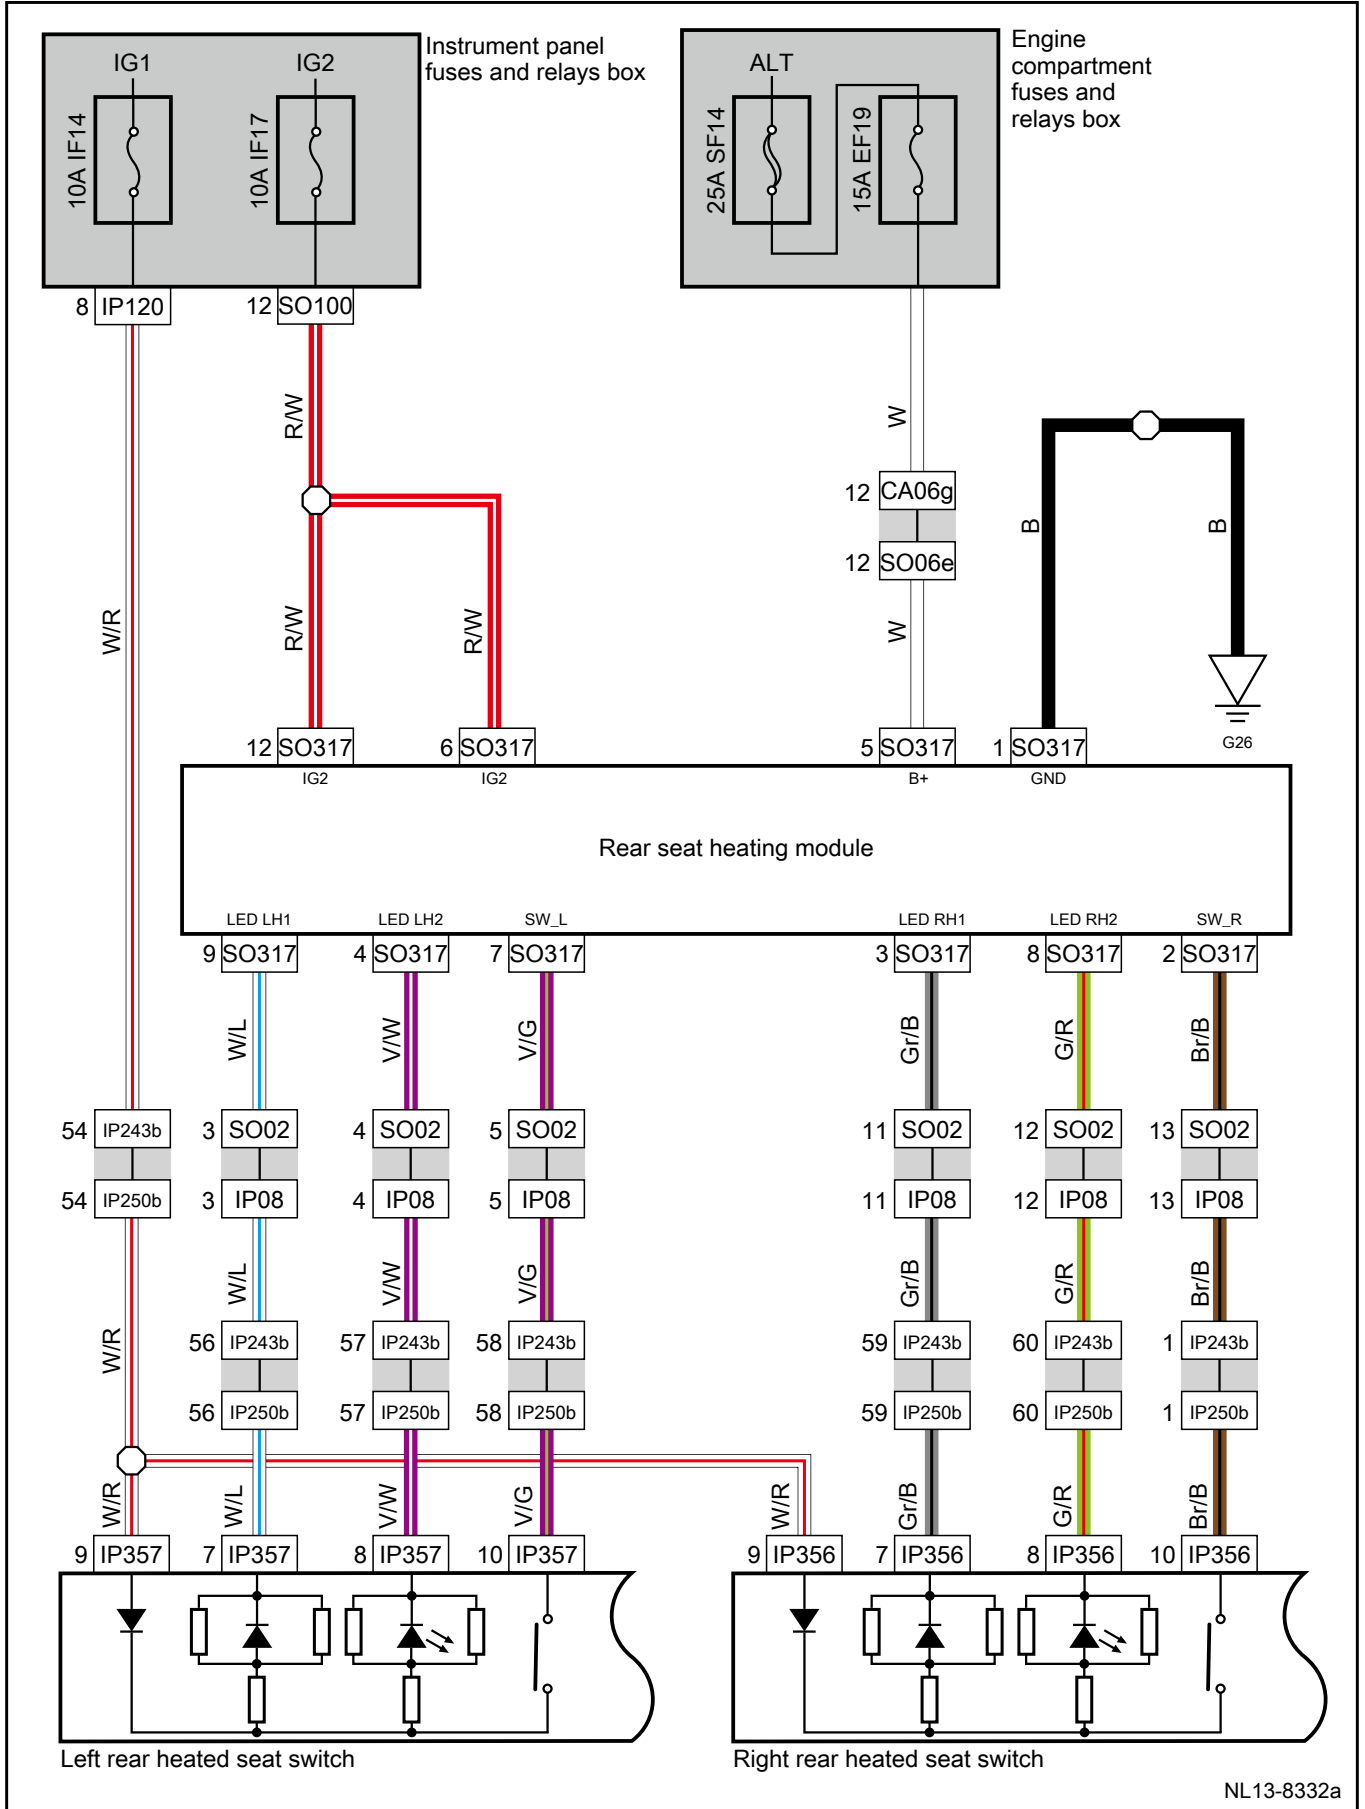 Instrument panel
fuses and relays box
Engine
compartment
fuses and
relays box
IG1
IG2
ALT
10A IF14
10A IF17
25A SF14
15A EF19
8 IP120
12 SO100
R/W
W
12 CA06g
12 SO06e
B
B
W/R
R/W
R/W
W
G26
12 SO317
6 SO317
5 SO317
1 SO317
IG2
IG2
B+
GND
Rear seat heating module
LED LH1
LED LH2
SW_L
LED RH1
LED RH2
SW_R
9 SO317
4 SO317
7 SO317
3 SO317
8 SO317
2 SO317
W/L
V/W
V/G
Gr/B
G/R
Br/B
54 IP243b
3 SO02
4 SO02
5 SO02
11 SO02
12 SO02
13 SO02
54 IP250b
3 IP08
4 IP08
5 IP08
11 IP08
12 IP08
13 IP08
W/R
W/L
V/W
V/G
Gr/B
G/R
Br/B
56 IP243b
57 IP243b
58 IP243b
59 IP243b
60 IP243b
1 IP243b
56 IP250b
57 IP250b
58 IP250b
59 IP250b
60 IP250b
1 IP250b
W/R
W/L
V/W
V/G
W/R
Gr/B
G/R
Br/B
9 IP357
7 IP357
8 IP357
10 IP357
9 IP356
7 IP356
8 IP356
10 IP356
Left rear heated seat switch
Right rear heated seat switch
NL13-8332a